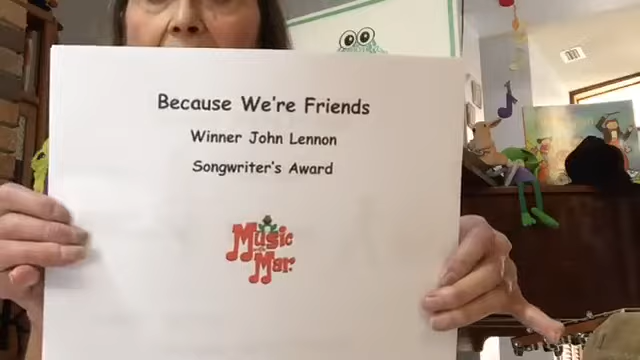 Because We're Friends
Winner John Lennon
Songwriter's Award
Music
Mar.